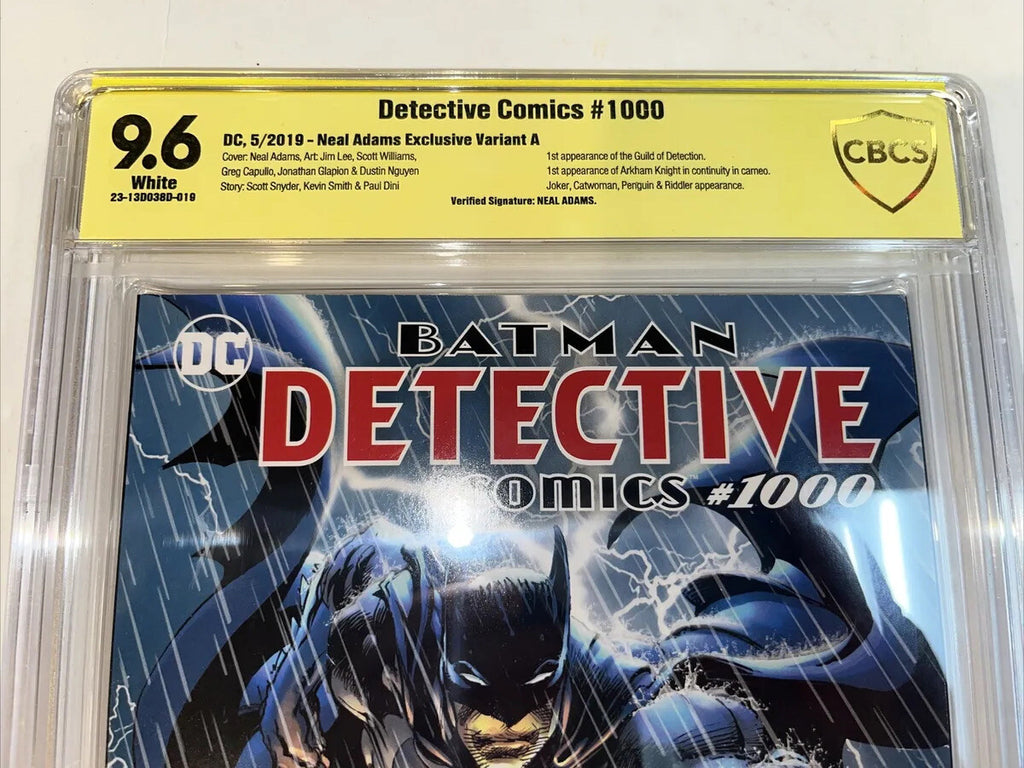 Detective Comics #1000
9.6
White
23-13D038D-019
DC, 5/2019 - Neal Adams Exclusive Variant A
Cover: Neal Adams, Art: Jim Lee, Scott Williams,
Greg Capullo, Jonathan Glapion & Dustin Nguyen
Story: Scott Snyder, Kevin Smith & Paul Dini
1st appearance of the Guild of Detection.
1st appearance of Arkham Knight in continuity in cameo.
Joker, Catwoman, Penguin & Riddler appearance.
Verified Signature: NEAL ADAMS.
CBCS
DC
BATMAN™
DETECTIVE
COMICS™ #1000